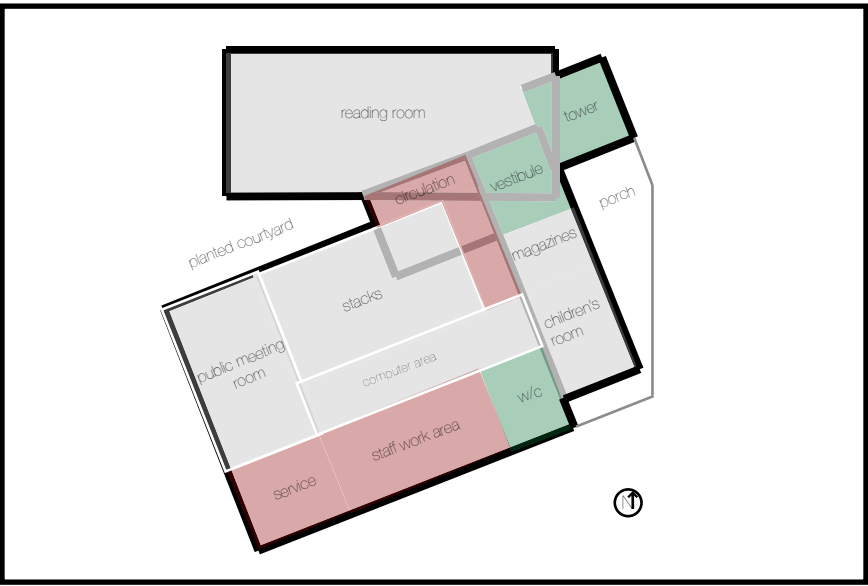 reading room
tower
circulation
vestibule
porch
planted courtyard
magazines
stacks
children's
room
public meeting
room
computer area
w/c
staff work area
service
N